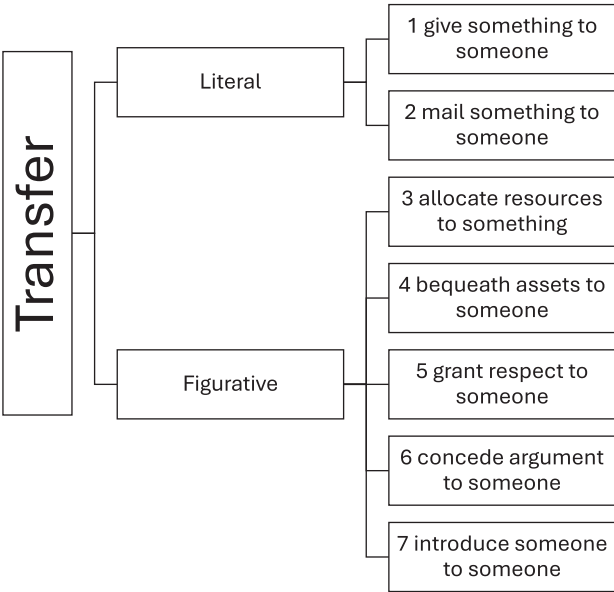 Transfer
Literal
1 give something to
someone
2 mail something to
someone
Figurative
3 allocate resources
to something
4 bequeath assets to
someone
5 grant respect to
someone
6 concede argument
to someone
7 introduce someone
to someone